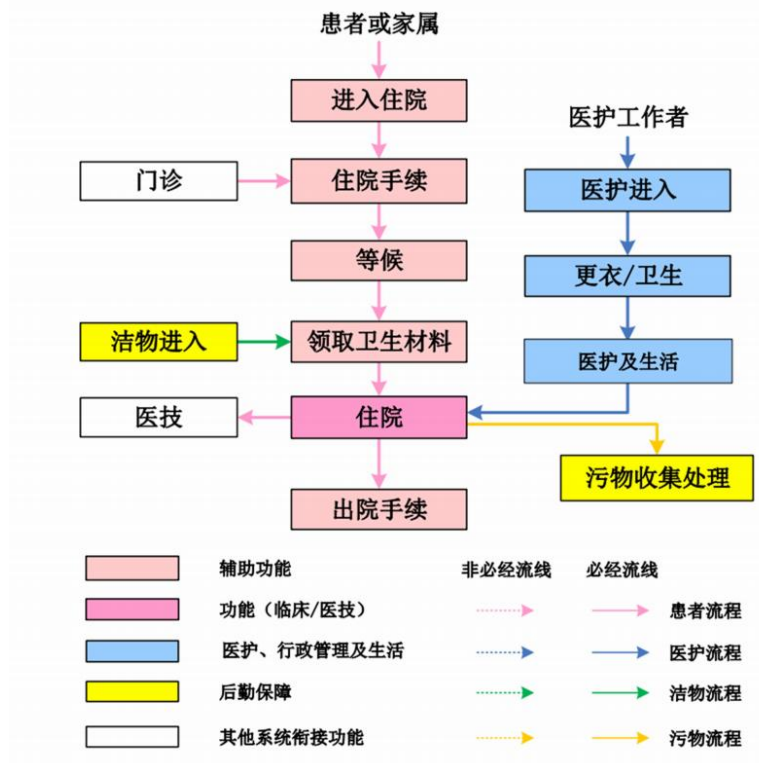 患者或家属
进入住院
医护工作者
门诊
住院手续
医护进入
等候
更衣/卫生
洁物进入
领取卫生材料
医护及生活
医技
住院
污物收集处理
出院手续
辅助功能
非必经流线
必经流线
患者流程
功能（临床/医技）
医护、行政管理及生活
医护流程
后勤保障
洁物流程
其他系统衔接功能
污物流程